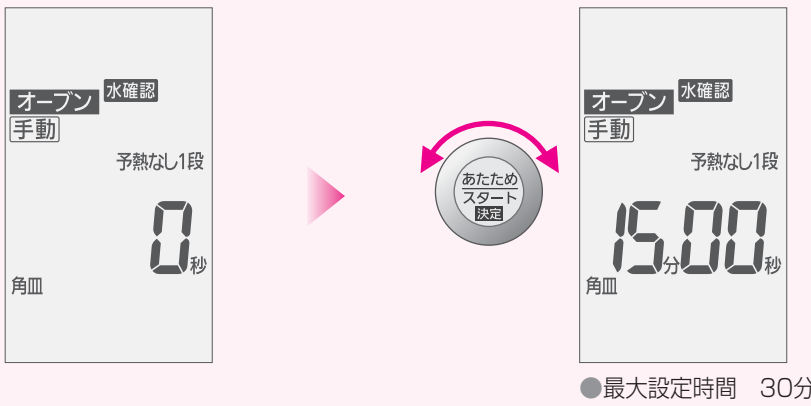 オーブン 水確認
手動
予熱なし1段
0秒
角皿
あたため
スタート
決定
オーブン 水確認
手動
予熱なし1段
15分00秒
角皿
●最大設定時間 30分